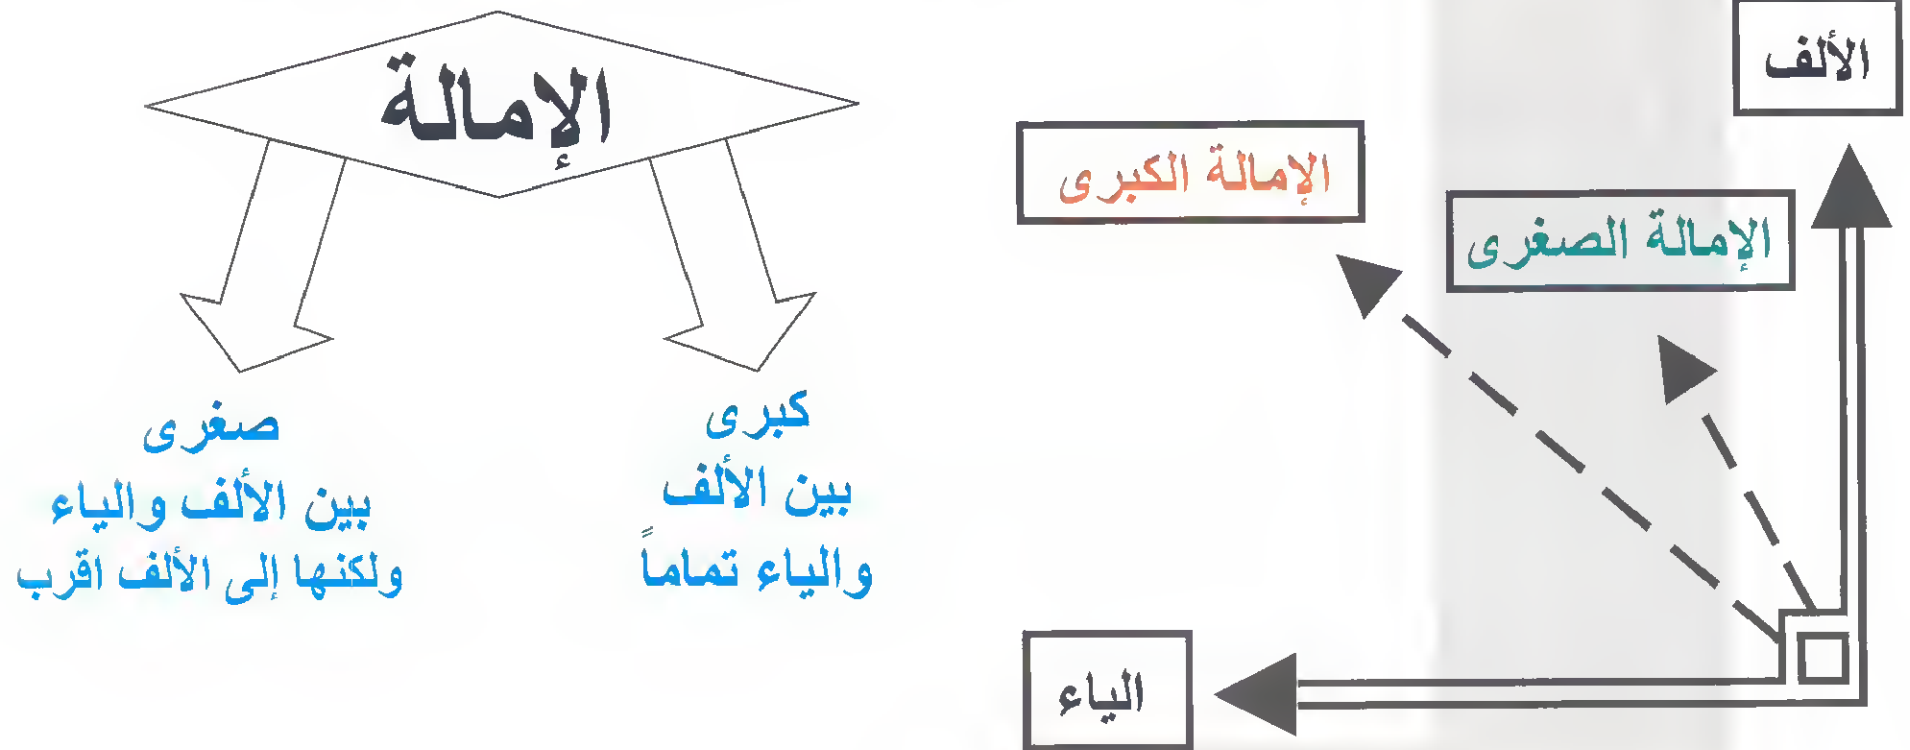 الألف
الإمالة الكبرى
الإمالة الصغرى
الياء
الإمالة
كبرى
بين الألف
والياء تماماً
صغرى
بين الألف والياء
ولكنها إلى الألف اقرب